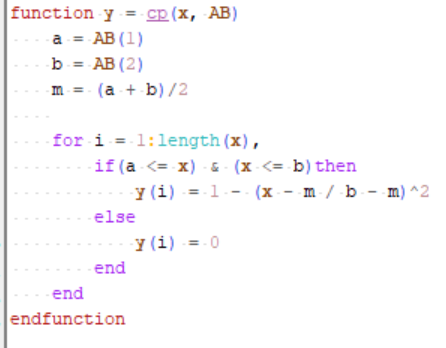 function y = cp(x, AB)
    a = AB(1)
    b = AB(2)
    m = (a + b)/2
    for i = 1:length(x),
        if(a <= x) & (x <= b)then
            y(i) = 1 - (x - m / b - m)^2
        else
            y(i) = 0
        end
    end
endfunction